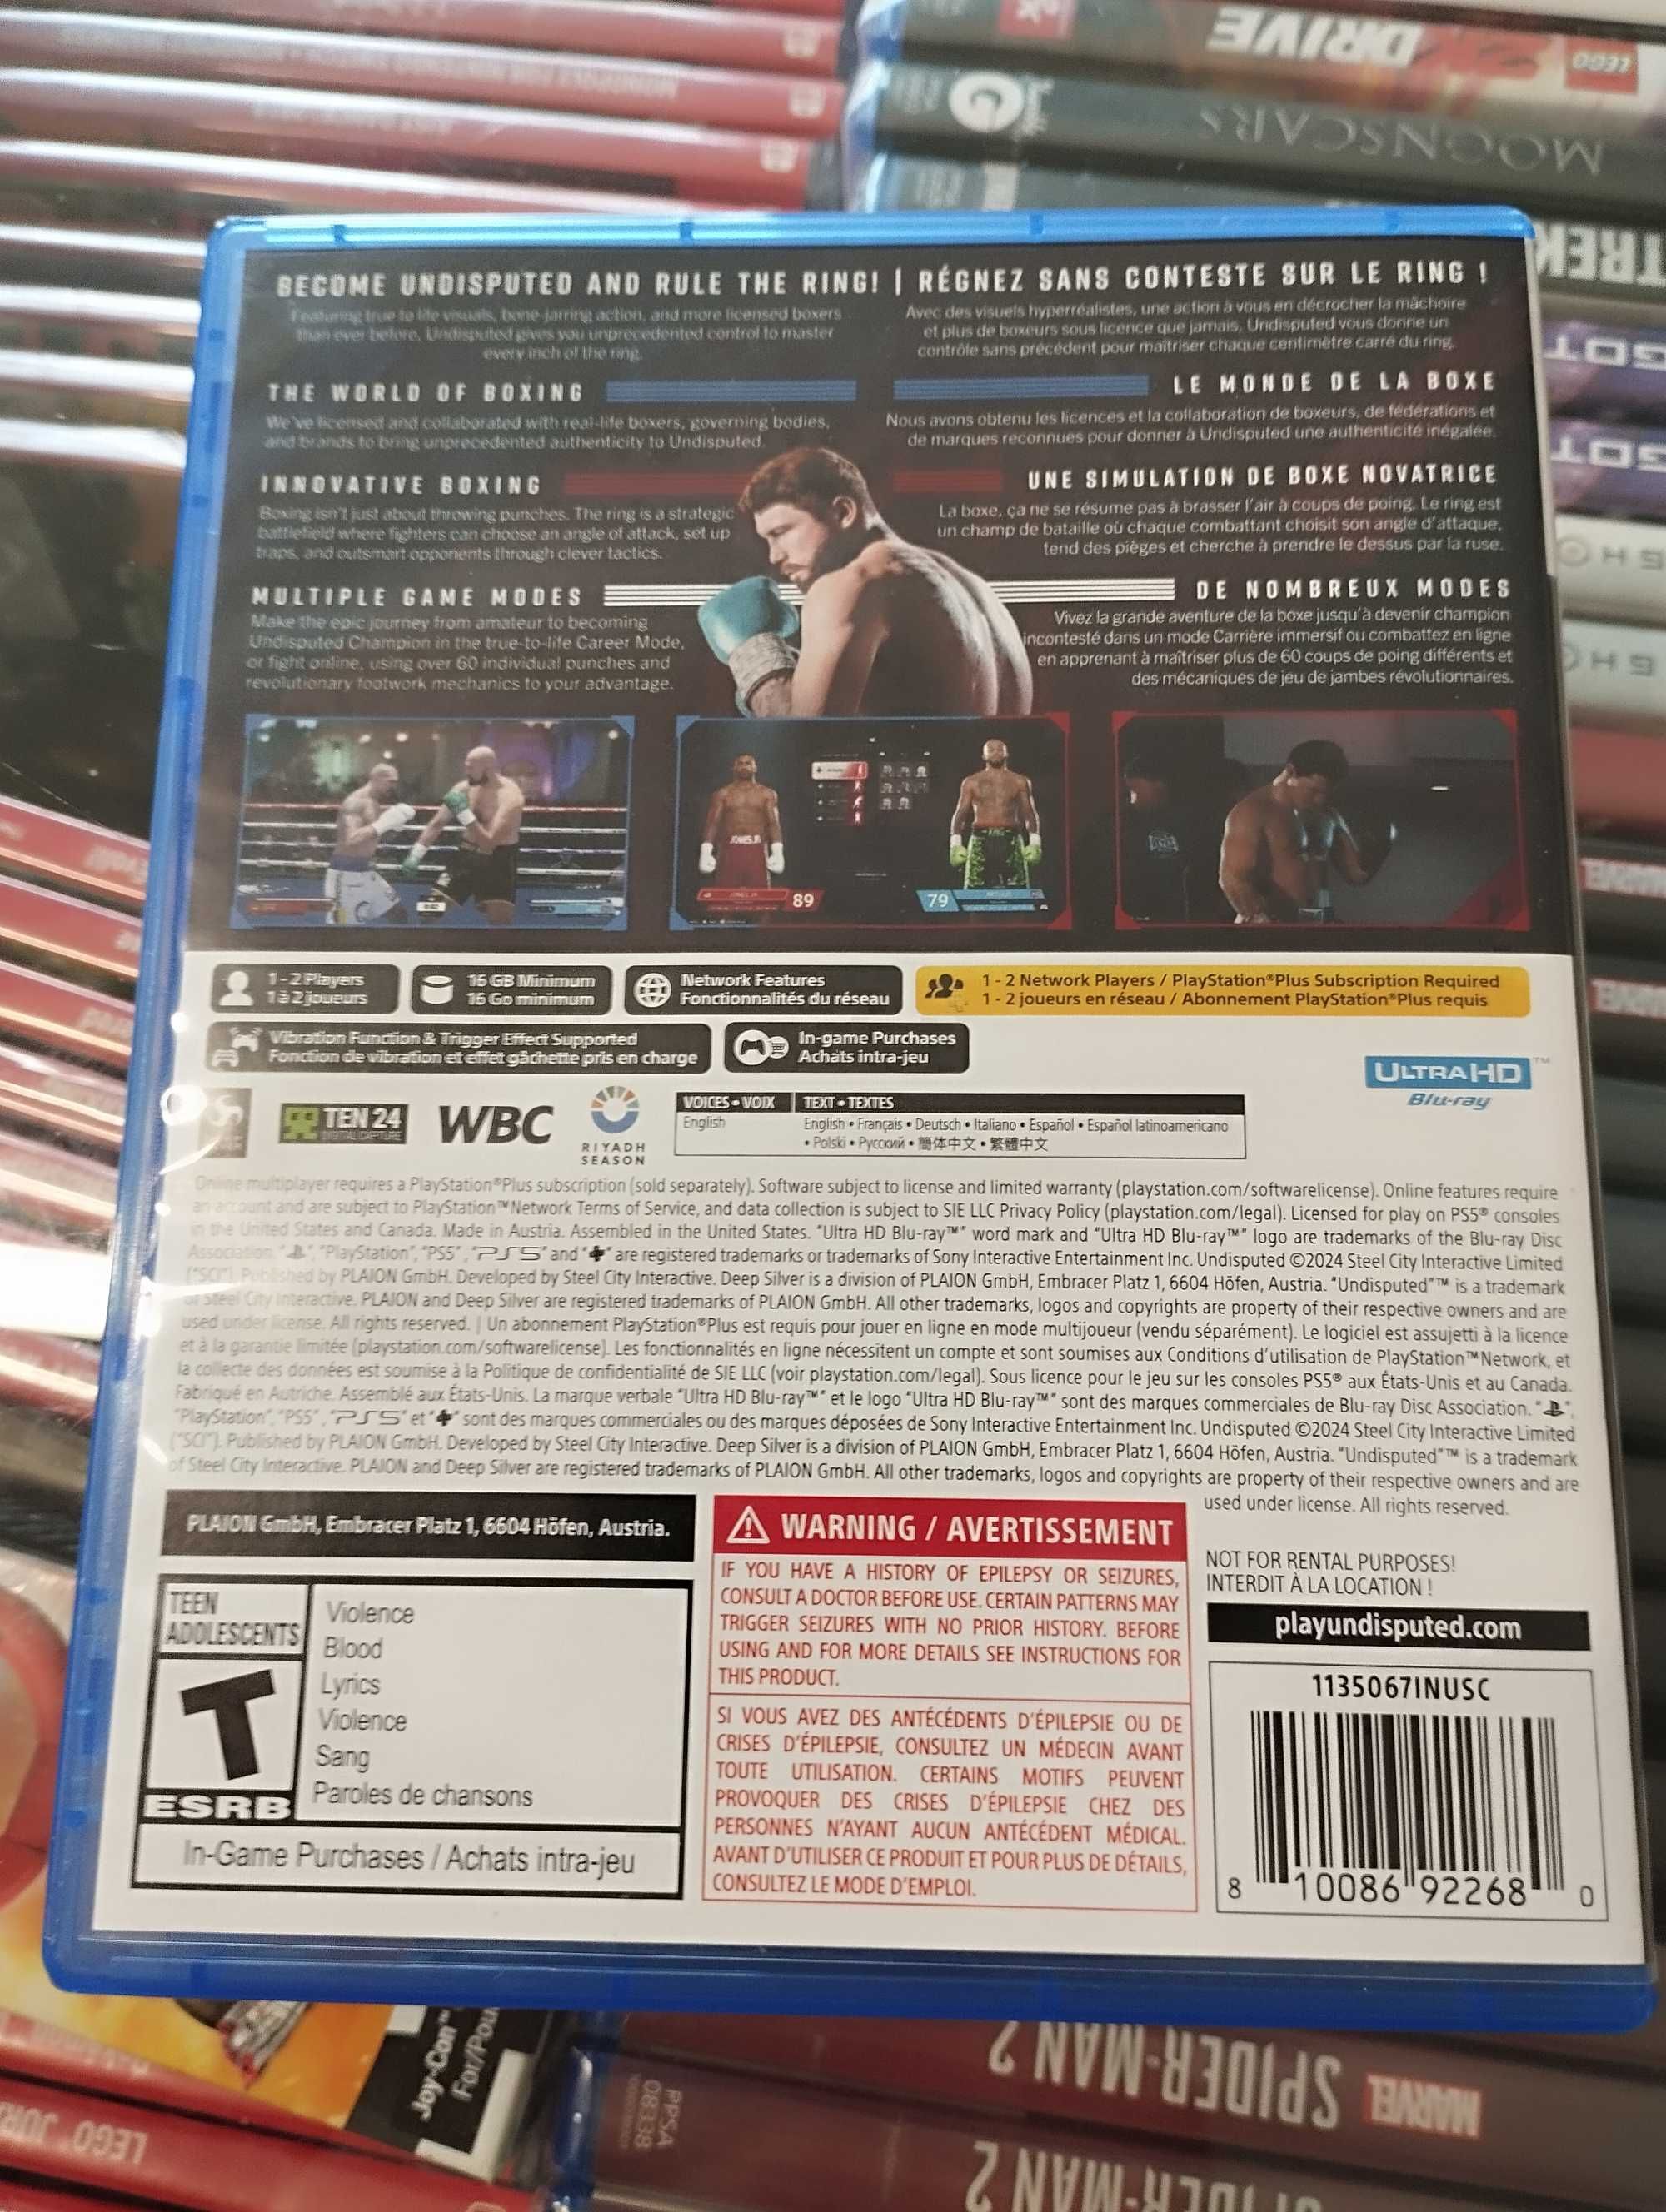 DRIVE
LEGO
MOONSCARS
TREK
BECOME UNDISPUTED AND RULE THE RING! | RÉGNEZ SANS CONTESTE SUR LE RING !
Featuring true to life visuals, bone-jarring action, and more licensed boxers
than ever before, Undisputed gives you unprecedented control to master
every inch of the ring.
Avec des visuels hyperréalistes, une action à vous en décrocher la mâchoire
et plus de boxeurs sous licence que jamais, Undisputed vous donne un
contrôle sans précédent pour maîtriser chaque centimètre carré du ring.
THE WORLD OF BOXING
We've licensed and collaborated with real-life boxers, governing bodies,
and brands to bring unprecedented authenticity to Undisputed.
LE MONDE DE LA BOXE
Nous avons obtenu les licences et la collaboration de boxeurs, de fédérations et
de marques reconnues pour donner à Undisputed une authenticité inégalée.
INNOVATIVE BOXING
Boxing isn't just about throwing punches. The ring is a strategic
battlefield where fighters can choose an angle of attack, set up
traps, and outsmart opponents through clever tactics.
UNE SIMULATION DE BOXE NOVATRICE
La boxe, ça ne se résume pas à brasser l'air à coups de poing. Le ring est
un champ de bataille où chaque combattant choisit son angle d'attaque,
tend des pièges et cherche à prendre le dessus par la ruse.
MULTIPLE GAME MODES
Make the epic journey from amateur to becoming
Undisputed Champion in the true-to-life Career Mode,
or fight online, using over 60 individual punches and
revolutionary footwork mechanics to your advantage.
DE NOMBREUX MODES
Vivez la grande aventure de la boxe jusqu'à devenir champion
incontesté dans un mode Carrière immersif ou combattez en ligne
en apprenant à maîtriser plus de 60 coups de poing différents et
des mécaniques de jeu de jambes révolutionnaires.
89
79
1 - 2 Players
1 à 2 joueurs
16 GB Minimum
16 Go minimum
Network Features
Fonctionnalités du réseau
1 - 2 Network Players / PlayStation®Plus Subscription Required
1 - 2 joueurs en réseau / Abonnement PlayStation®Plus requis
Vibration Function & Trigger Effect Supported
Fonction de vibration et effet gâchette pris en charge
In-game Purchases
Achats intra-jeu
ULTRA HD™
Blu-ray
TEN 24
DIGITAL CAPTURE
WBC
RIYADH
SEASON
VOICES • VOIX
English
TEXT • TEXTES
English • Français • Deutsch • Italiano • Español • Español latinoamericano
• Polski • Русский • 簡体中文 • 繁體中文
Online multiplayer requires a PlayStation®Plus subscription (sold separately). Software subject to license and limited warranty (playstation.com/softwarelicense). Online features require
an account and are subject to PlayStation™Network Terms of Service, and data collection is subject to SIE LLC Privacy Policy (playstation.com/legal). Licensed for play on PS5® consoles
in the United States and Canada. Made in Austria. Assembled in the United States. "Ultra HD Blu-ray™" word mark and "Ultra HD Blu-ray™" logo are trademarks of the Blu-ray Disc
Association. "", "PlayStation", "PS5", "PS5" and "" are registered trademarks or trademarks of Sony Interactive Entertainment Inc. Undisputed ©2024 Steel City Interactive Limited
("SCI"). Published by PLAION GmbH. Developed by Steel City Interactive. Deep Silver is a division of PLAION GmbH, Embracer Platz 1, 6604 Höfen, Austria. "Undisputed"™ is a trademark
of Steel City Interactive. PLAION and Deep Silver are registered trademarks of PLAION GmbH. All other trademarks, logos and copyrights are property of their respective owners and are
used under license. All rights reserved. | Un abonnement PlayStation®Plus est requis pour jouer en ligne en mode multijoueur (vendu séparément). Le logiciel est assujetti à la licence
et à la garantie limitée (playstation.com/softwarelicense). Les fonctionnalités en ligne nécessitent un compte et sont soumises aux Conditions d'utilisation de PlayStation™Network, et
la collecte des données est soumise à la Politique de confidentialité de SIE LLC (voir playstation.com/legal). Sous licence pour le jeu sur les consoles PS5® aux États-Unis et au Canada.
Fabriqué en Autriche. Assemblé aux États-Unis. La marque verbale "Ultra HD Blu-ray™" et le logo "Ultra HD Blu-ray™" sont des marques commerciales de Blu-ray Disc Association. "",
"PlayStation", "PS5", "PS5" et "" sont des marques commerciales ou des marques déposées de Sony Interactive Entertainment Inc. Undisputed ©2024 Steel City Interactive Limited
("SCI"). Published by PLAION GmbH. Developed by Steel City Interactive. Deep Silver is a division of PLAION GmbH, Embracer Platz 1, 6604 Höfen, Austria. "Undisputed"™ is a trademark
of Steel City Interactive. PLAION and Deep Silver are registered trademarks of PLAION GmbH. All other trademarks, logos and copyrights are property of their respective owners and are
used under license. All rights reserved.
PLAION GmbH, Embracer Platz 1, 6604 Höfen, Austria.
TEEN
ADOLESCENTS
T
ESRB
Violence
Blood
Lyrics
Violence
Sang
Paroles de chansons
In-Game Purchases / Achats intra-jeu
WARNING / AVERTISSEMENT
IF YOU HAVE A HISTORY OF EPILEPSY OR SEIZURES,
CONSULT A DOCTOR BEFORE USE. CERTAIN PATTERNS MAY
TRIGGER SEIZURES WITH NO PRIOR HISTORY. BEFORE
USING AND FOR MORE DETAILS SEE INSTRUCTIONS FOR
THIS PRODUCT.
SI VOUS AVEZ DES ANTÉCÉDENTS D'ÉPILEPSIE OU DE
CRISES D'ÉPILEPSIE, CONSULTEZ UN MÉDECIN AVANT
TOUTE UTILISATION. CERTAINS MOTIFS PEUVENT
PROVOQUER DES CRISES D'ÉPILEPSIE CHEZ DES
PERSONNES N'AYANT AUCUN ANTÉCÉDENT MÉDICAL.
AVANT D'UTILISER CE PRODUIT ET POUR PLUS DE DÉTAILS,
CONSULTEZ LE MODE D'EMPLOI.
NOT FOR RENTAL PURPOSES!
INTERDIT À LA LOCATION !
playundisputed.com
1135067INUSC
8 10086 92268 0
Joy-Con™
For/Pou
LEGO JUR
PPSA
08338
MARVEL
SPIDER-MAN 2
SPIDER-MAN 2